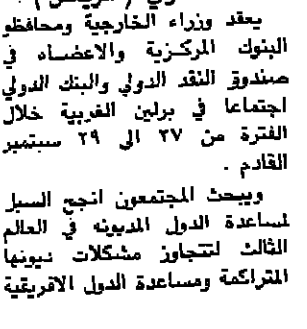 يعقد وزراء الخارجية ومحافظو
البنوك المركزية والاعضاء في
صندوق النقد الدولي والبنك الدولي
اجتماعا في برلين الغربية خلال
الفترة من ٢٧ الى ٢٩ سبتمبر
القادم .
ويبحث المجتمعون انجح السبل
لمساعدة الدول المديونه في العالم
الثالث لتتجاوز مشكلات ديونها
المتراكمة ومساعدة الدول الافريقية